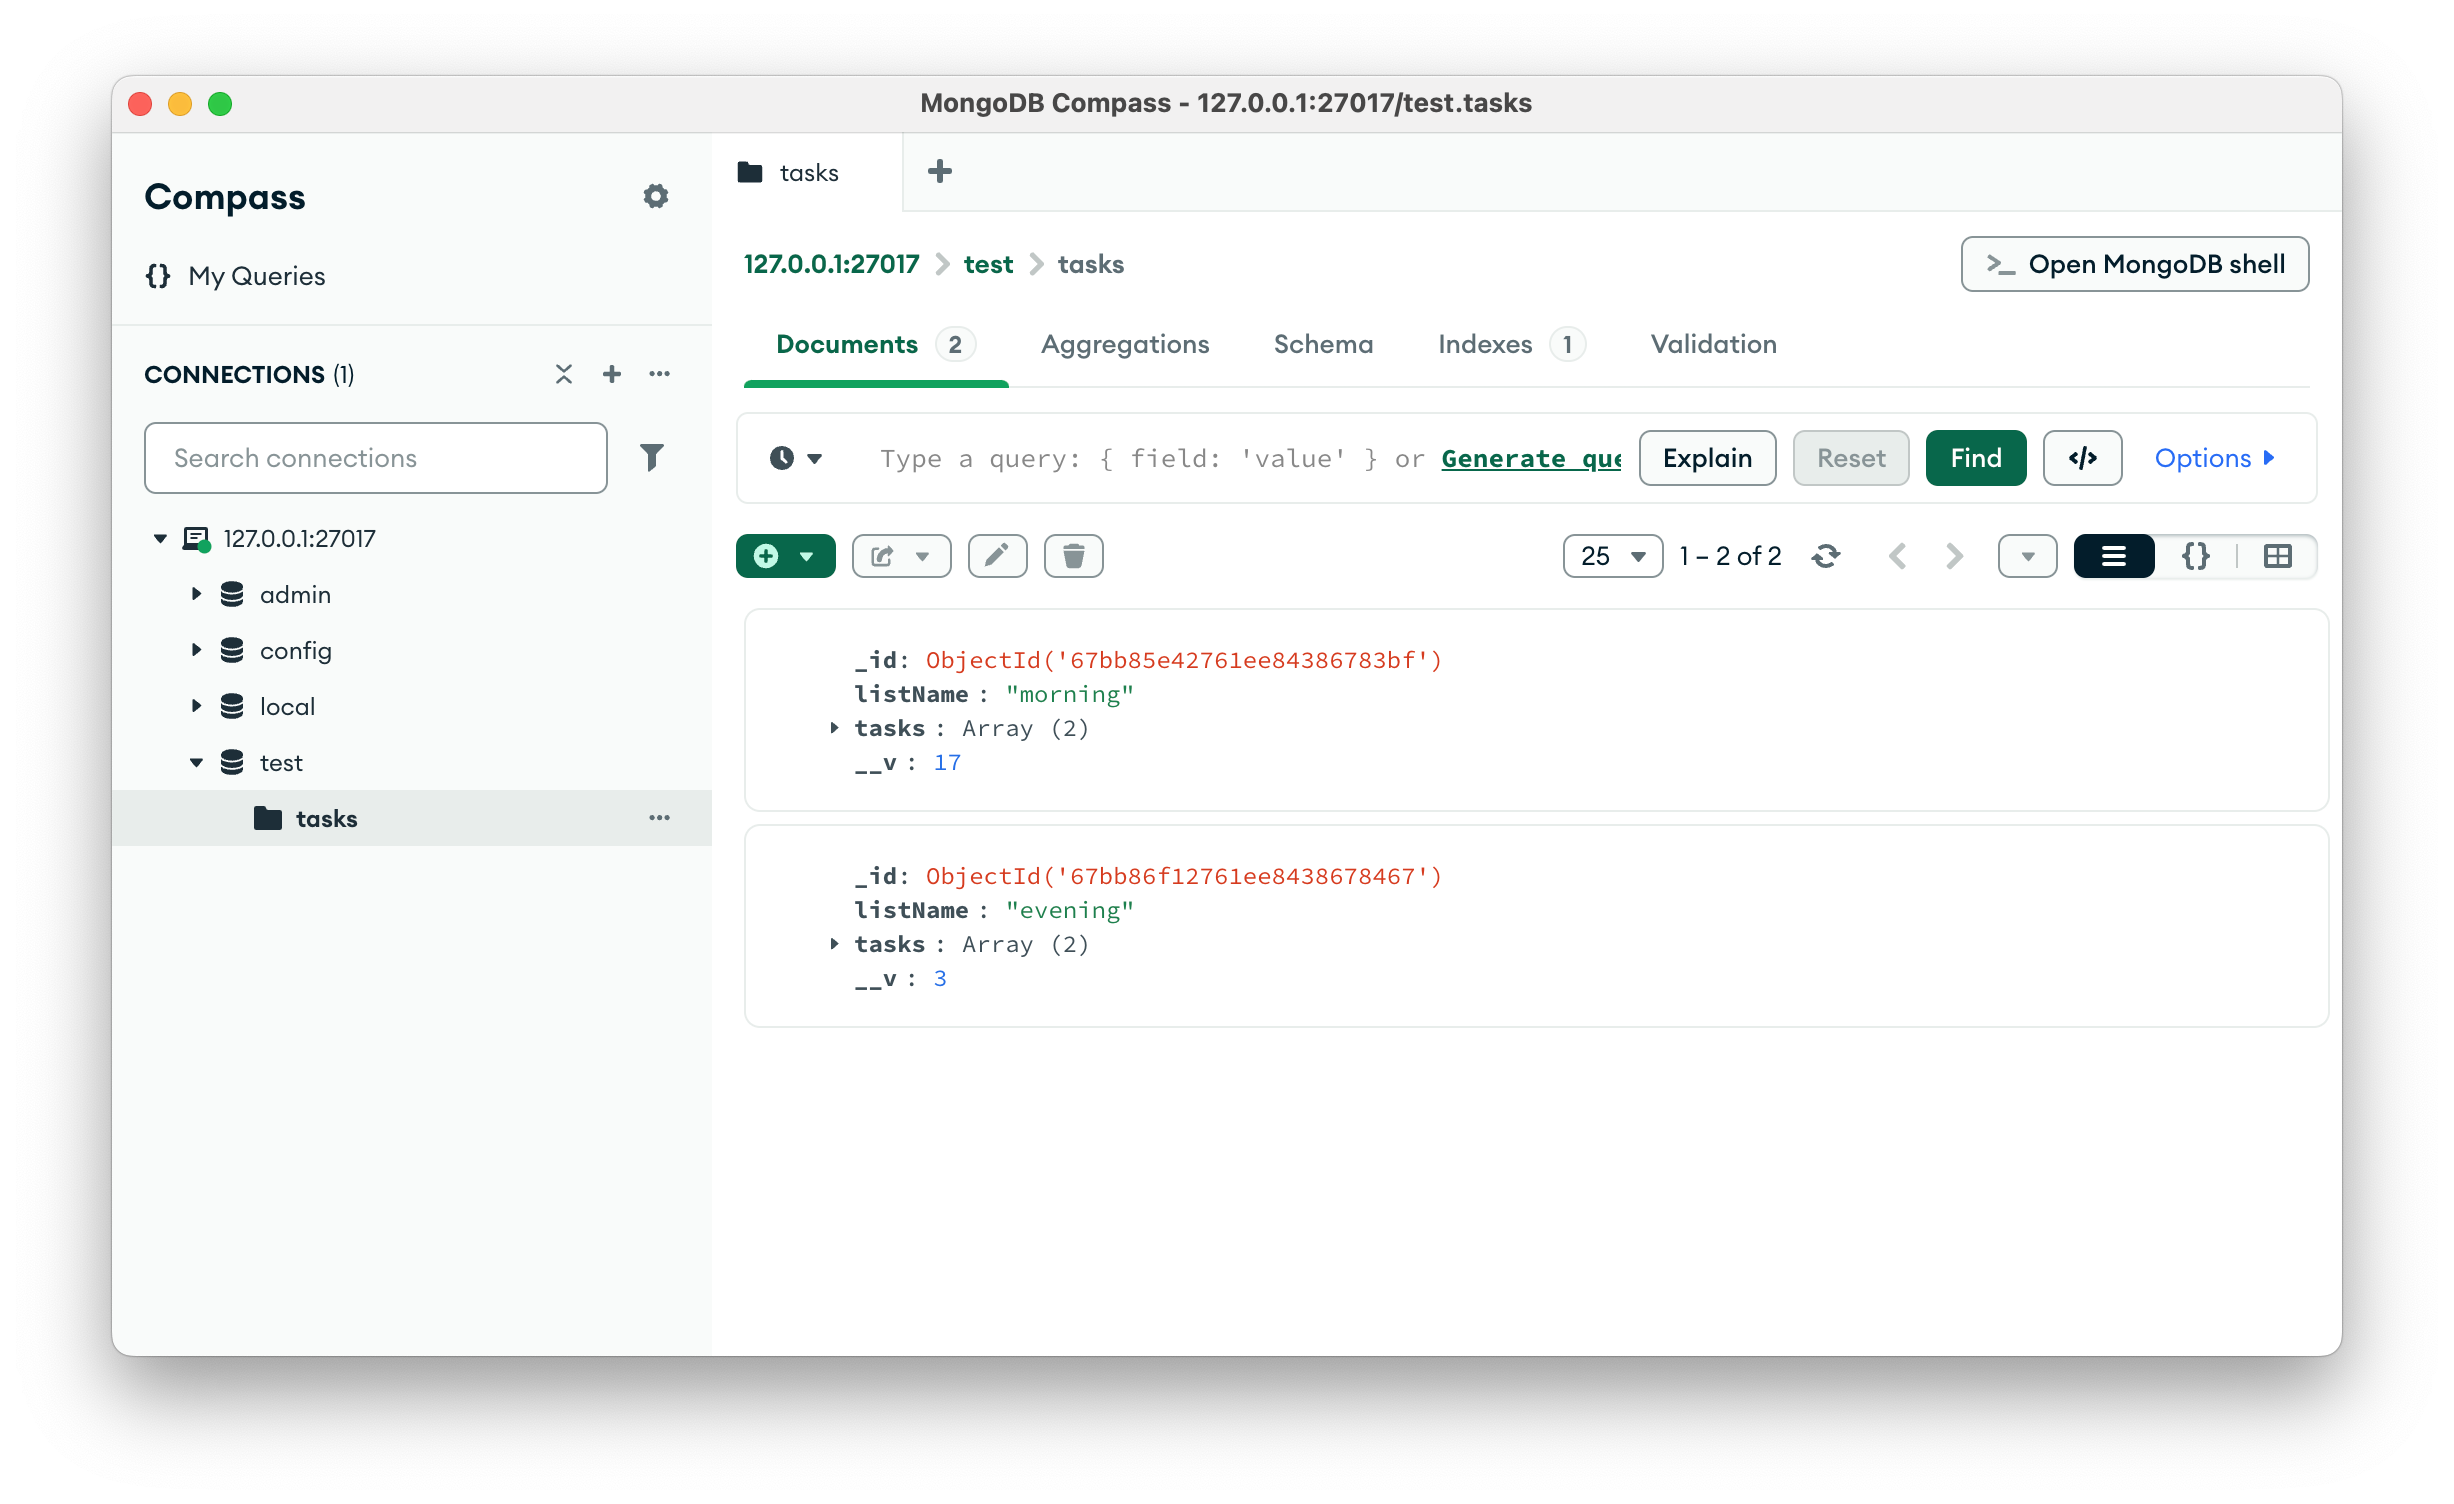 MongoDB Compass - 127.0.0.1:27017/test.tasks
Compass
{} My Queries
CONNECTIONS (1)
Search connections
127.0.0.1:27017
admin
config
local
test
tasks
tasks
127.0.0.1:27017 > test > tasks
>_ Open MongoDB shell
Documents 2 Aggregations Schema Indexes 1 Validation
Type a query: { field: 'value' } or Generate que Explain Reset Find </> Options
25 1 – 2 of 2 {}
_id: ObjectId('67bb85e42761ee84386783bf')
listName : "morning"
tasks : Array (2)
__v : 17
_id: ObjectId('67bb86f12761ee8438678467')
listName : "evening"
tasks : Array (2)
__v : 3